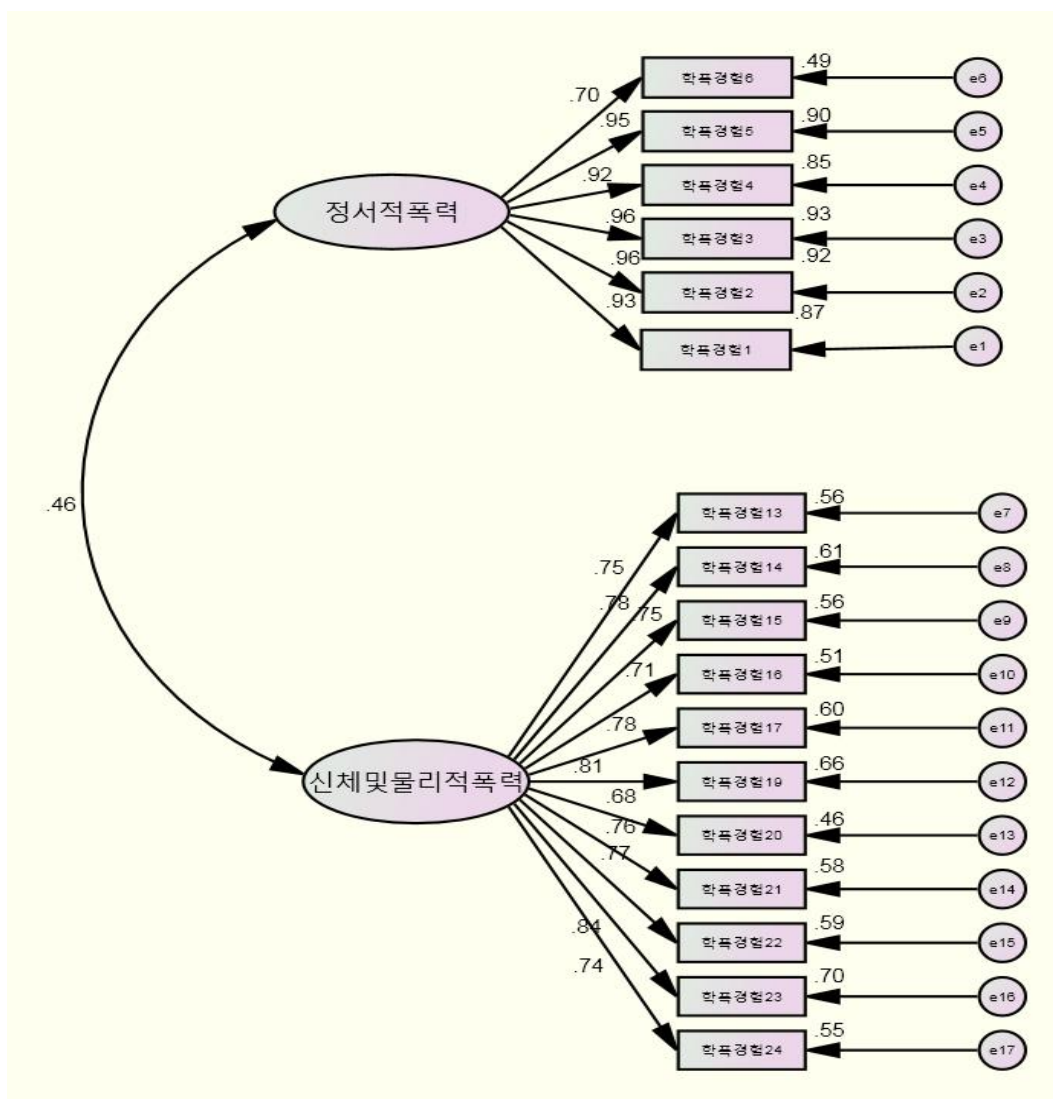 .49
학폭경험6
e6
.70
.95
.90
학폭경험5
e5
.92
.85
학폭경험4
e4
정서적폭력
.96
.93
학폭경험3
e3
.96
.92
학폭경험2
e2
.93
.87
학폭경험1
e1
.46
.56
학폭경험13
e7
.75
.61
학폭경험14
e8
.78
.75
.56
학폭경험15
e9
.71
.51
학폭경험16
e10
.78
.60
학폭경험17
e11
신체및물리적폭력
.81
.66
학폭경험19
e12
.68
.46
학폭경험20
e13
.76
.77
.58
학폭경험21
e14
.84
.59
학폭경험22
e15
.74
.70
학폭경험23
e16
.55
학폭경험24
e17